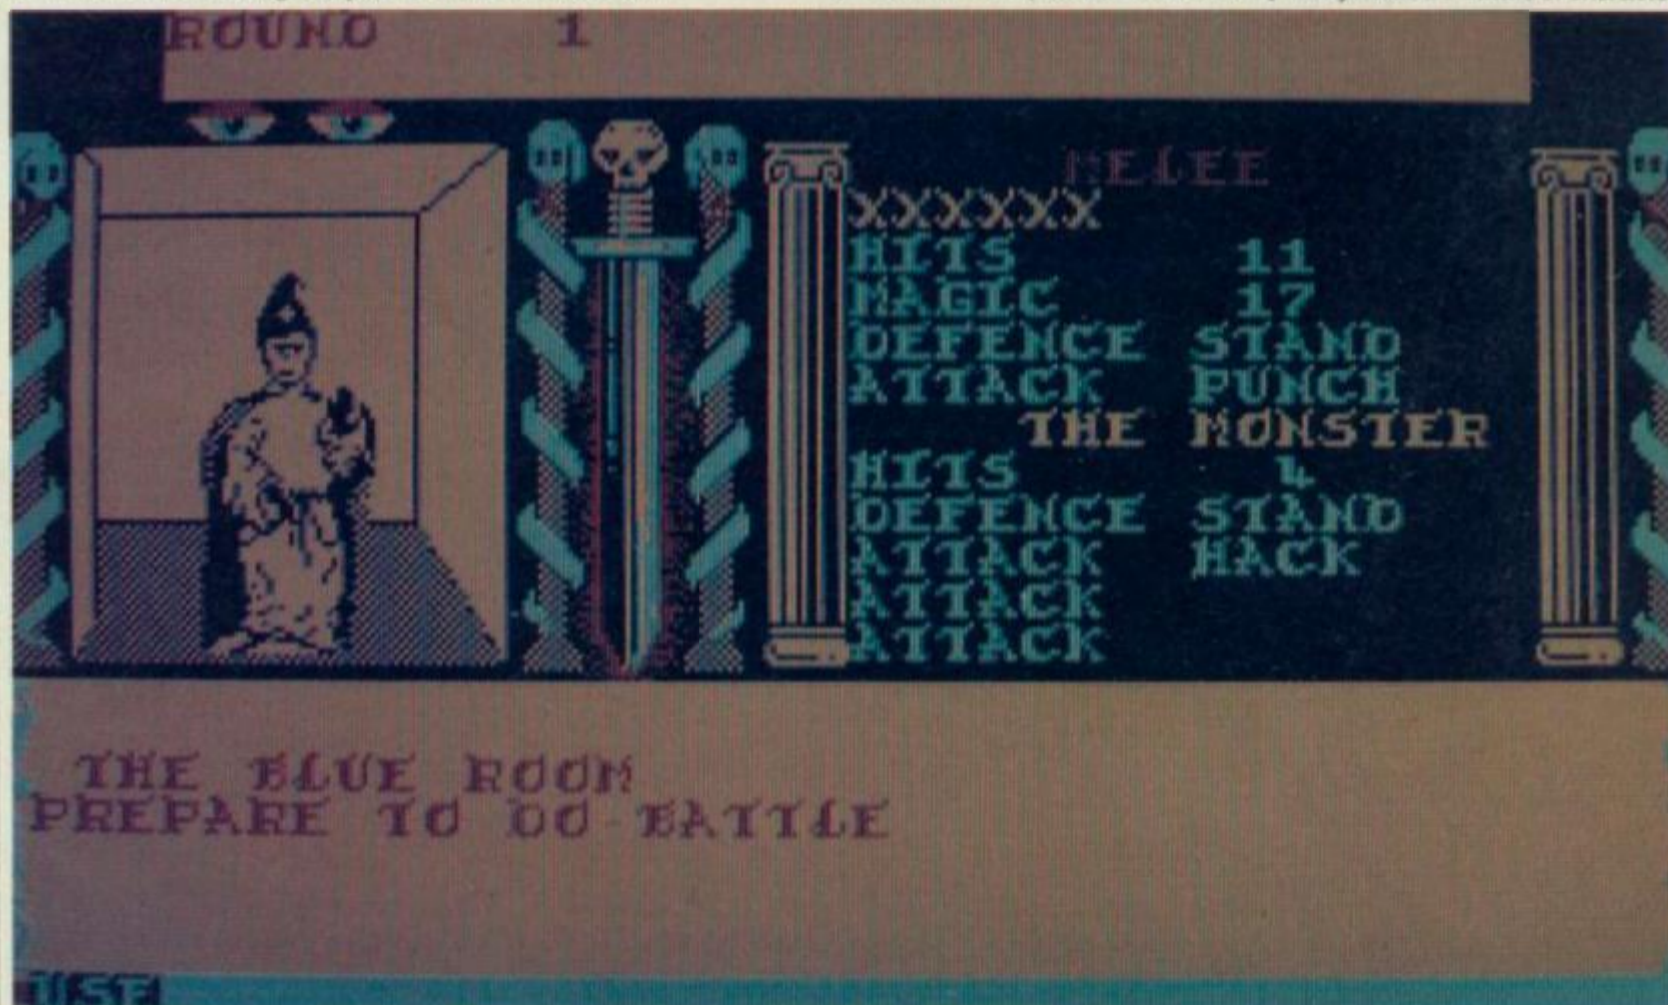 ROUND 1
MELEE
XXXXXX
HITS 11
MAGIC 17
DEFENCE STAND
ATTACK PUNCH
THE MONSTER
HITS 4
DEFENCE STAND
ATTACK HACK
ATTACK
ATTACK
THE BLUE ROOM
PREPARE TO DO BATTLE
USE